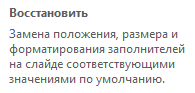 Восстановить
Замена положения, размера и
форматирования заполнителей
на слайде соответствующими
значениями по умолчанию.